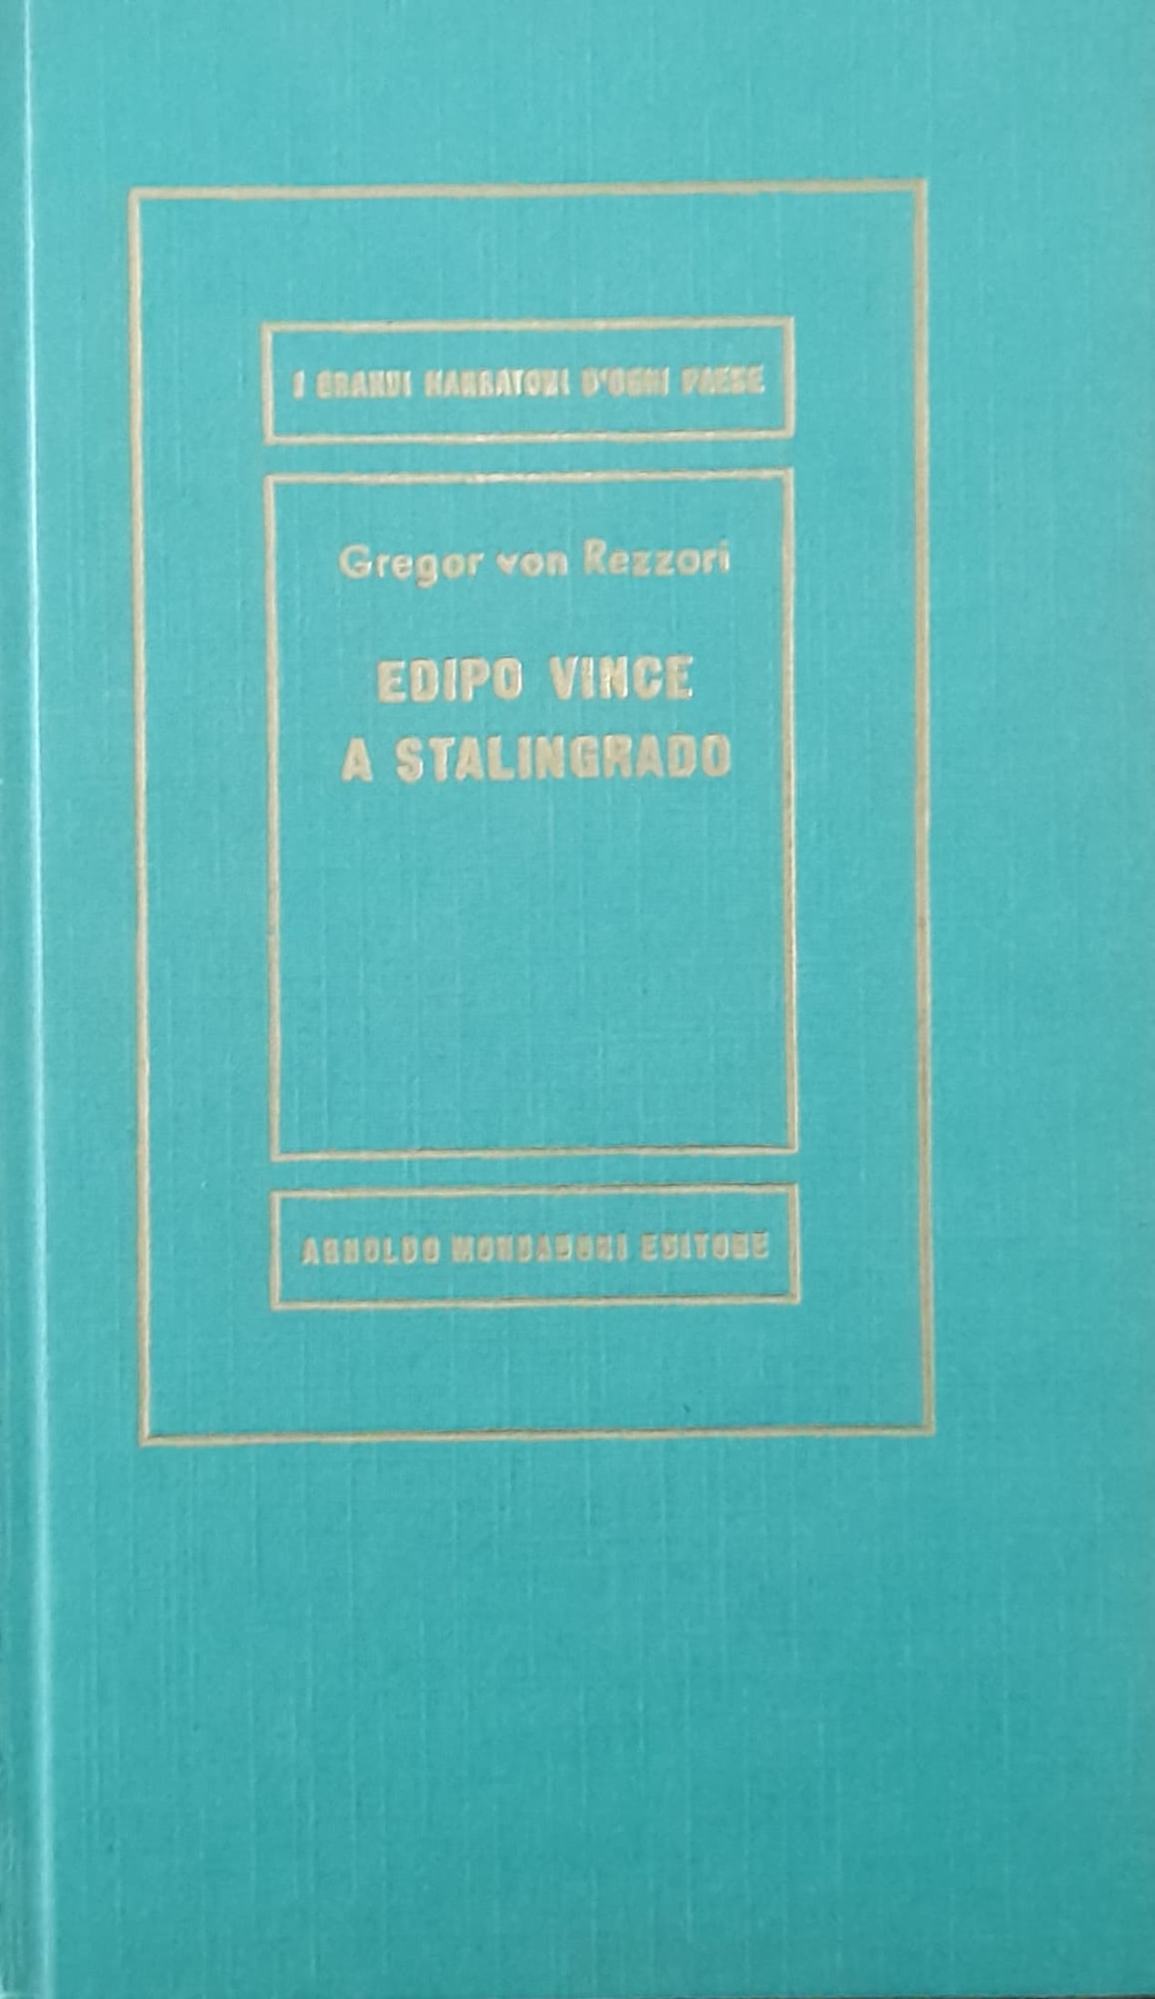 I GRANDI NARRATORI D'OGNI PAESE
Gregor von Rezzori
EDIPO VINCE
A STALINGRADO
ARNOLDO MONDADORI EDITORE